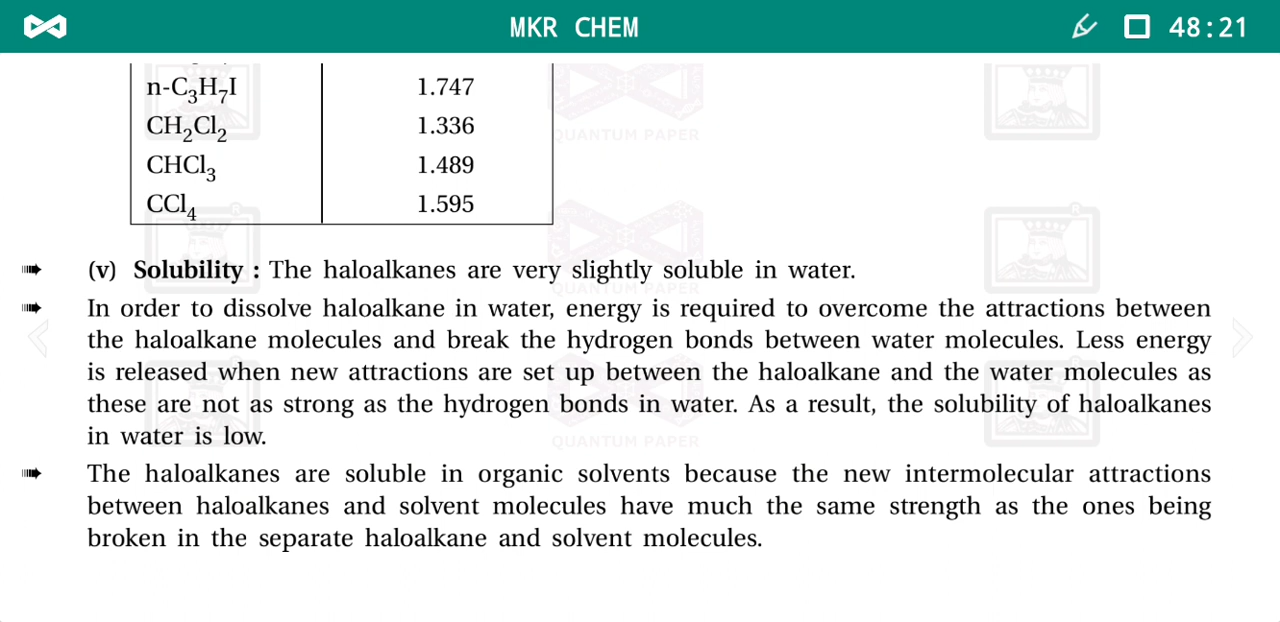 MKR CHEM 48:21
n-C₃H₇I 1.747
CH₂Cl₂ 1.336
CHCl₃ 1.489
CCl₄ 1.595
QUANTUM PAPER
(v) Solubility : The haloalkanes are very slightly soluble in water.
QUANTUM PAPER
In order to dissolve haloalkane in water, energy is required to overcome the attractions between
the haloalkane molecules and break the hydrogen bonds between water molecules. Less energy
is released when new attractions are set up between the haloalkane and the water molecules as
these are not as strong as the hydrogen bonds in water. As a result, the solubility of haloalkanes
in water is low.
QUANTUM PAPER
The haloalkanes are soluble in organic solvents because the new intermolecular attractions
between haloalkanes and solvent molecules have much the same strength as the ones being
broken in the separate haloalkane and solvent molecules.